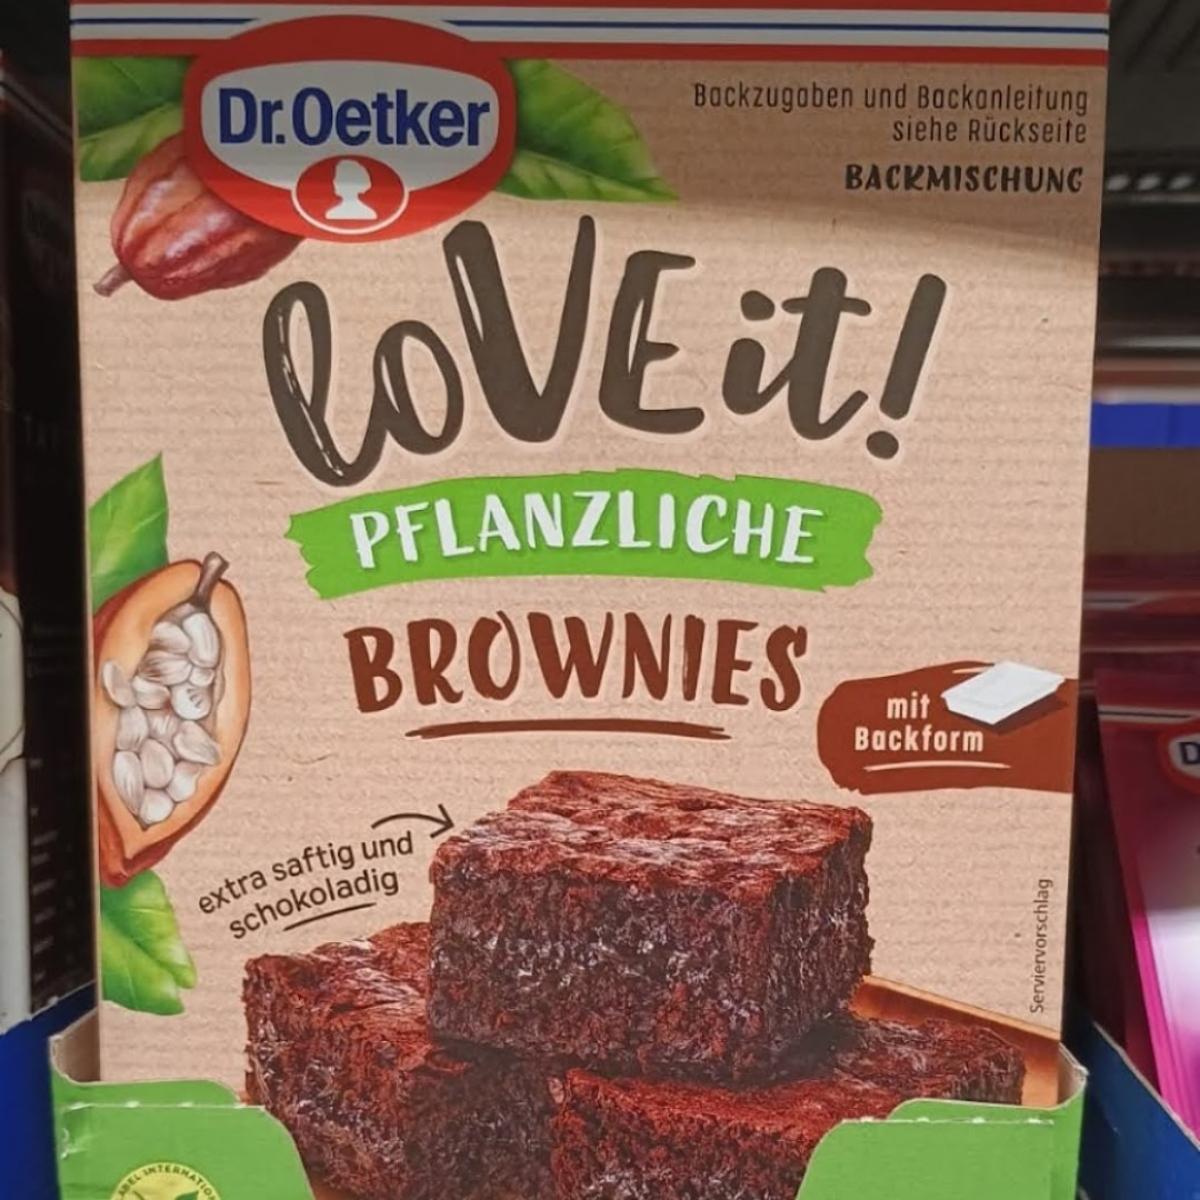 Dr.Oetker
Backzugaben und Backanleitung
siehe Rückseite
BACKMISCHUNG
loVE it!
PFLANZLICHE
BROWNIES
mit
Backform
extra saftig und
schokoladig
Serviervorschlag